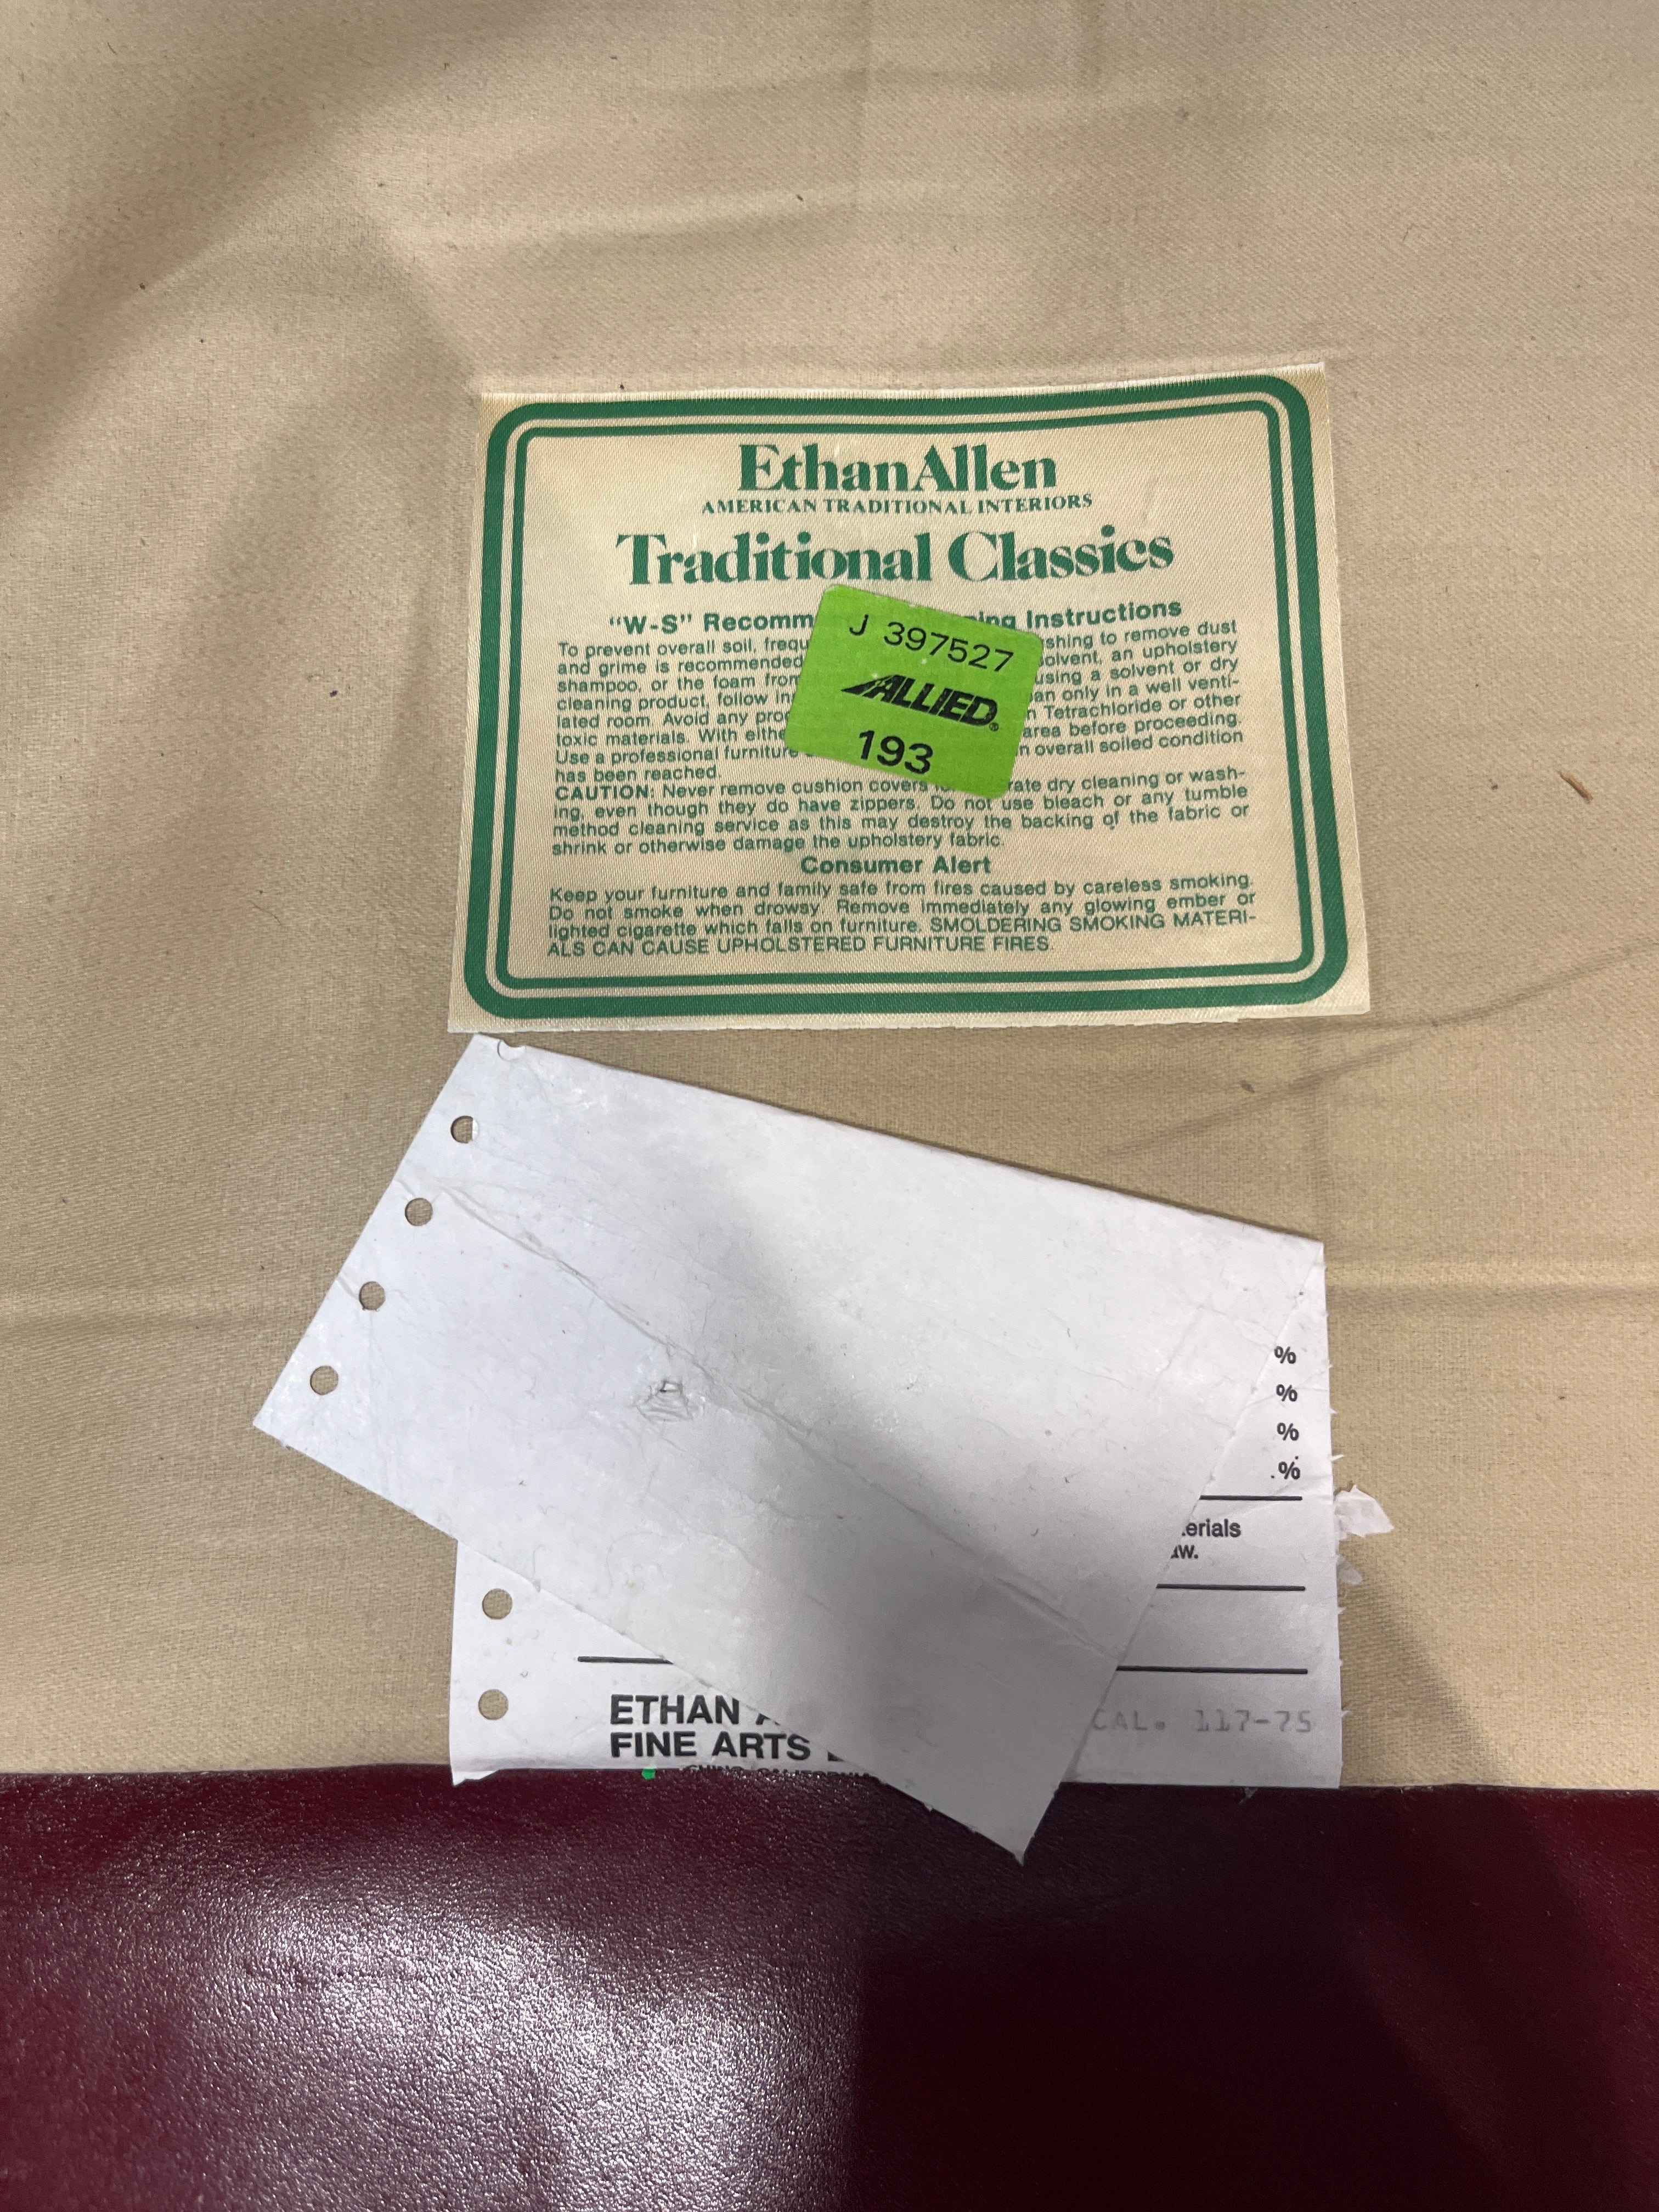 EthanAllen
AMERICAN TRADITIONAL INTERIORS
Traditional Classics
"W-S" Recomm ing Instructions
To prevent overall soil, frequ shing to remove dust
and grime is recommended olvent, an upholstery
shampoo, or the foam from using a solvent or dry
cleaning product, follow in an only in a well venti-
lated room. Avoid any pro n Tetrachloride or other
toxic materials. With eithe area before proceeding.
Use a professional furniture n overall soiled condition
has been reached.
CAUTION: Never remove cushion covers rate dry cleaning or wash-
ing, even though they do have zippers. Do not use bleach or any tumble
method cleaning service as this may destroy the backing of the fabric or
shrink or otherwise damage the upholstery fabric.
Consumer Alert
Keep your furniture and family safe from fires caused by careless smoking.
Do not smoke when drowsy. Remove immediately any glowing ember or
lighted cigarette which falls on furniture. SMOLDERING SMOKING MATERI-
ALS CAN CAUSE UPHOLSTERED FURNITURE FIRES.
J 397527
ALLIED®
193
%
%
%
%
erials
aw.
ETHAN A
FINE ARTS
CAL. 117-75